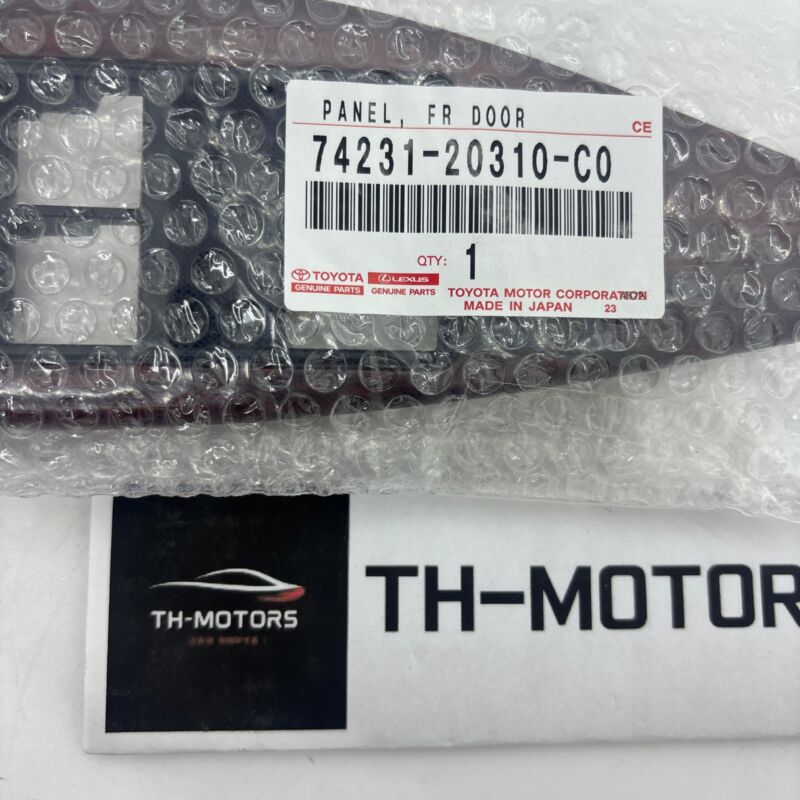 PANEL, FR DOOR
CE
74231-20310-C0
QTY: 1
TOYOTA
GENUINE PARTS
LEXUS
GENUINE PARTS
TOYOTA MOTOR CORPORATION
MADE IN JAPAN
23
TH-MOTORS
TH-MOTOR